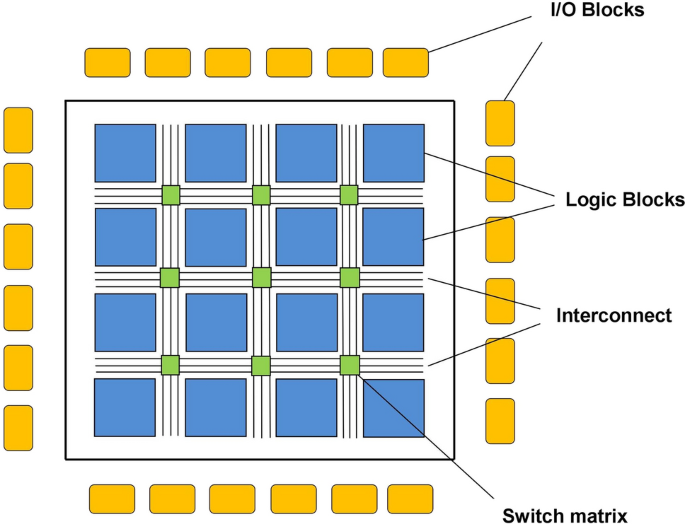 I/O Blocks
Logic Blocks
Interconnect
Switch matrix